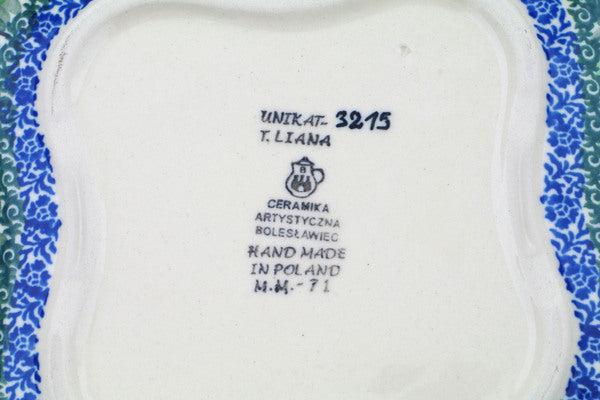 UNIKAT- 3215
T. LIANA
B
CERAMIKA
ARTYSTYCZNA
BOLESŁAWIEC
HAND MADE
IN POLAND
M.M.-71